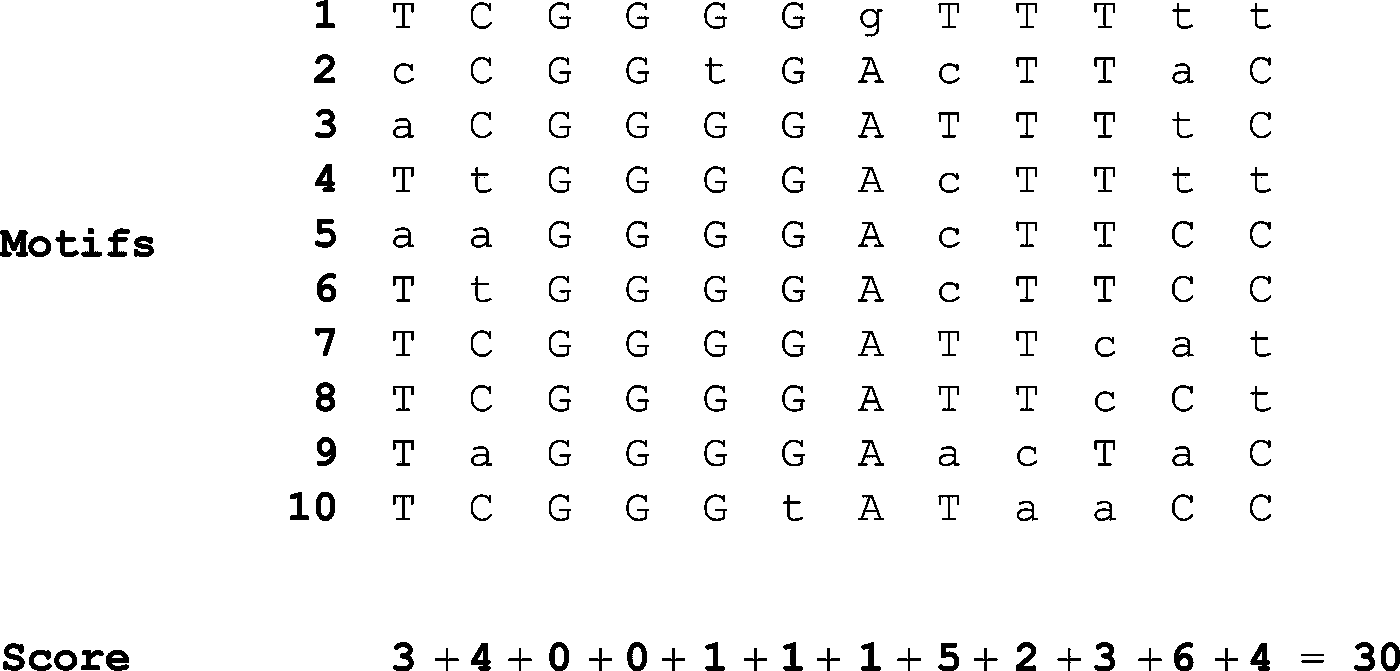 1 T C G G G G g T T T t t
2 c C G G t G A c T T a C
3 a C G G G G A T T T t C
4 T t G G G G A c T T t t
Motifs 5 a a G G G G A c T T C C
6 T t G G G G A c T T C C
7 T C G G G G A T T c a t
8 T C G G G G A T T c C t
9 T a G G G G A a c T a C
10 T C G G G t A T a a C C
Score 3 + 4 + 0 + 0 + 1 + 1 + 1 + 5 + 2 + 3 + 6 + 4 = 30